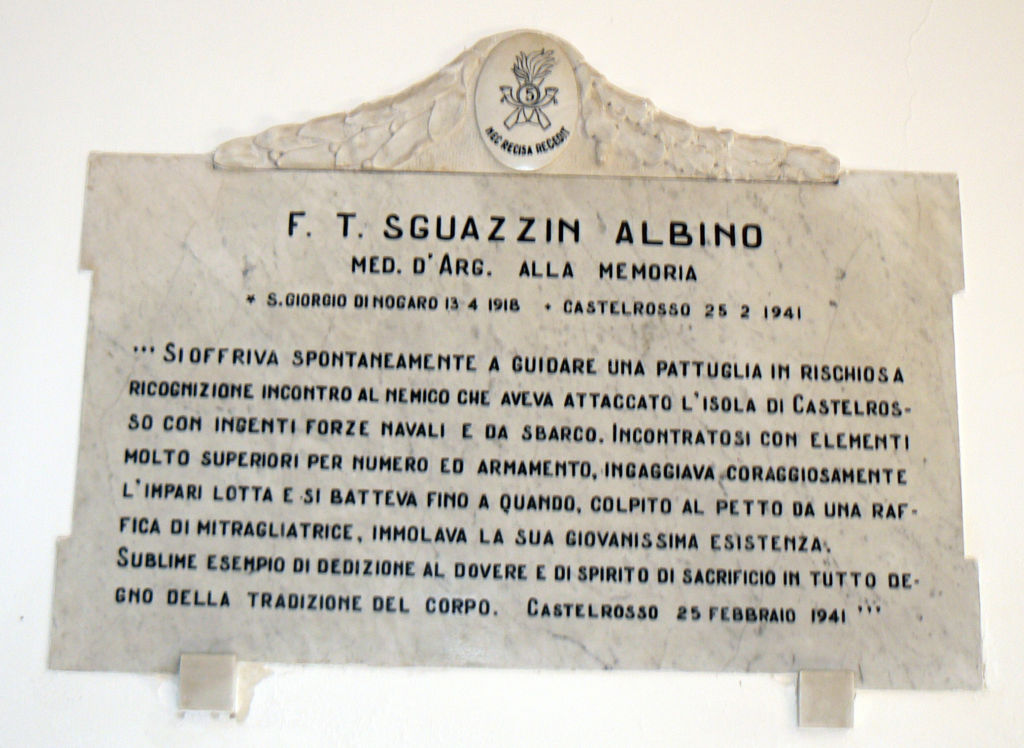 5
NEC RECISA RECEDIT
F. T. SGUAZZIN ALBINO
MED. D'ARG. ALLA MEMORIA
* S. GIORGIO DI NOGARO 13 4 1918 + CASTELROSSO 25 2 1941
''' SI OFFRIVA SPONTANEAMENTE A GUIDARE UNA PATTUGLIA IN RISCHIOSA
RICOGNIZIONE INCONTRO AL NEMICO CHE AVEVA ATTACCATO L'ISOLA DI CASTELROS-
SO CON INGENTI FORZE NAVALI E DA SBARCO. INCONTRATOSI CON ELEMENTI
MOLTO SUPERIORI PER NUMERO ED ARMAMENTO, INGAGGIAVA CORAGGIOSAMENTE
L'IMPARI LOTTA E SI BATTEVA FINO A QUANDO, COLPITO AL PETTO DA UNA RAF-
FICA DI MITRAGLIATRICE, IMMOLAVA LA SUA GIOVANISSIMA ESISTENZA.
SUBLIME ESEMPIO DI DEDIZIONE AL DOVERE E DI SPIRITO DI SACRIFICIO IN TUTTO DE-
GNO DELLA TRADIZIONE DEL CORPO. CASTELROSSO 25 FEBBRAIO 1941 '''